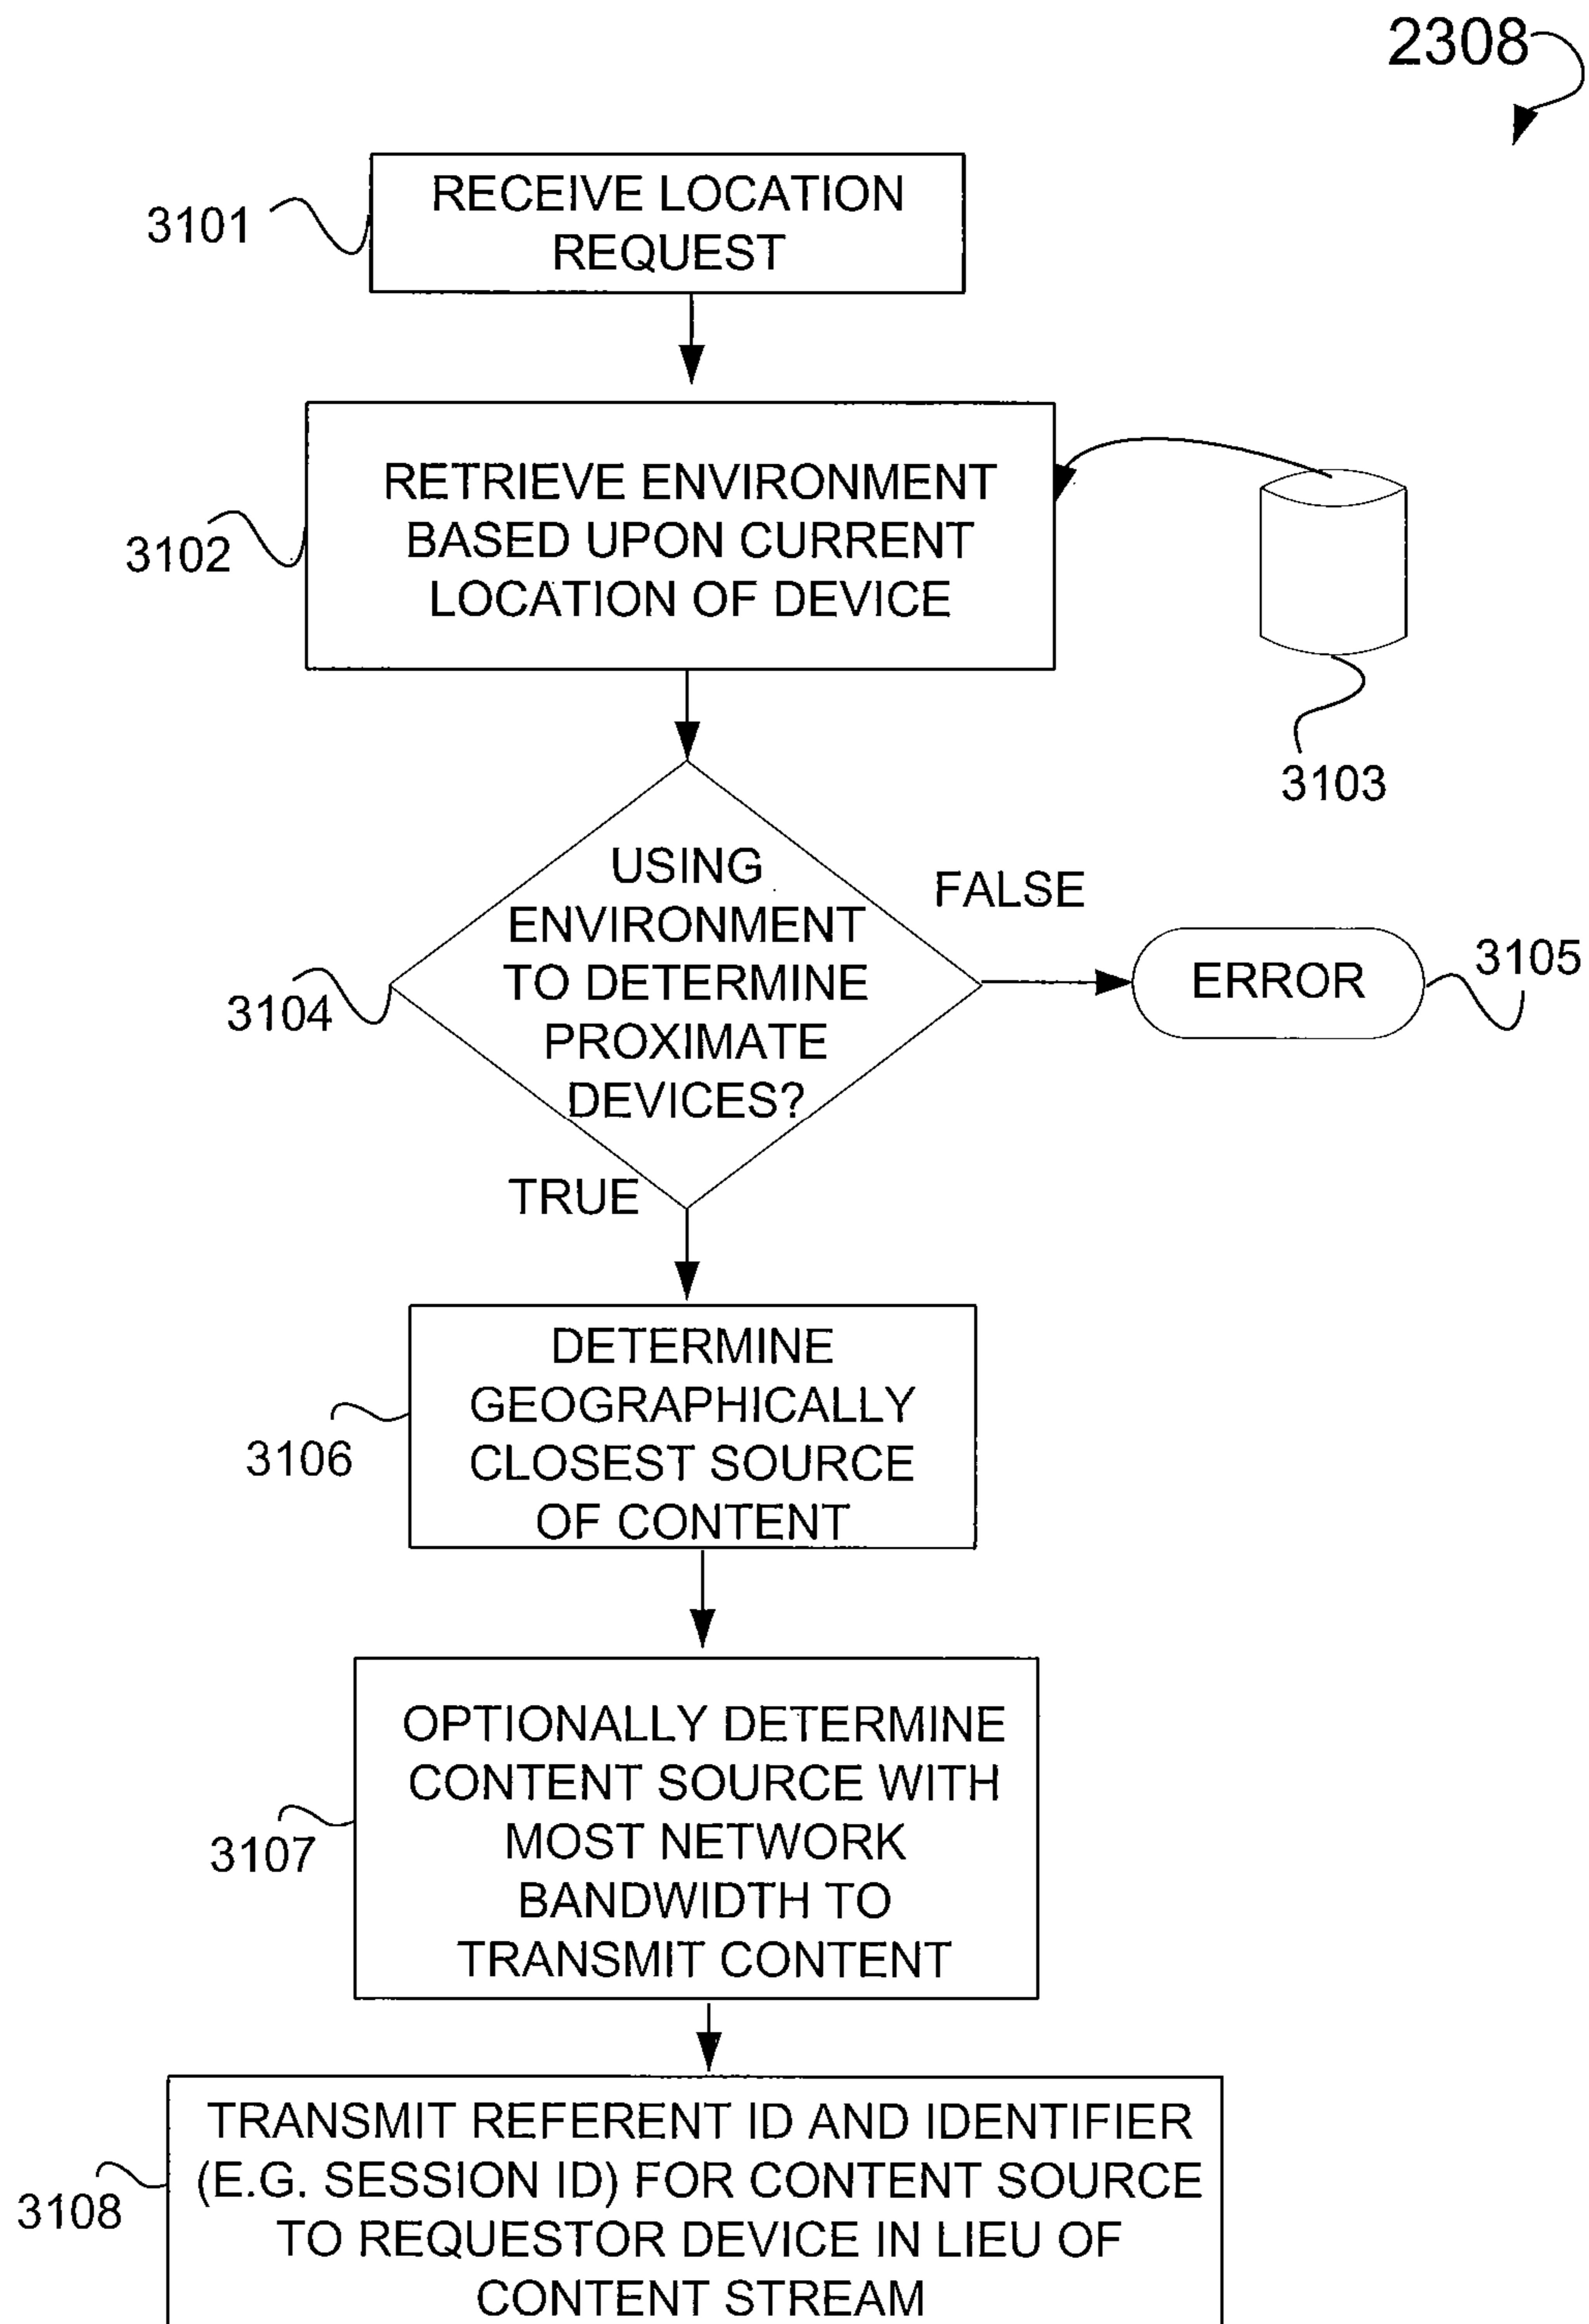 2308
RECEIVE LOCATION
REQUEST
3101
RETRIEVE ENVIRONMENT
BASED UPON CURRENT
LOCATION OF DEVICE
3102
3103
USING
ENVIRONMENT
TO DETERMINE
PROXIMATE
DEVICES?
3104
FALSE
ERROR
3105
TRUE
DETERMINE
GEOGRAPHICALLY
CLOSEST SOURCE
OF CONTENT
3106
OPTIONALLY DETERMINE
CONTENT SOURCE WITH
MOST NETWORK
BANDWIDTH TO
TRANSMIT CONTENT
3107
TRANSMIT REFERENT ID AND IDENTIFIER
(E.G. SESSION ID) FOR CONTENT SOURCE
TO REQUESTOR DEVICE IN LIEU OF
CONTENT STREAM
3108